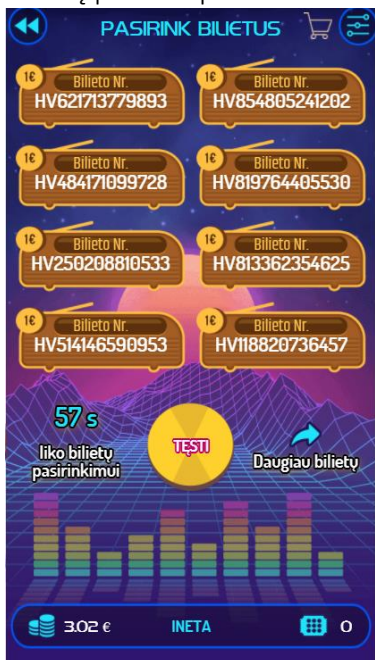 PASIRINK BILIETUS
1€ Bilieto Nr.
HV621713779893
1€ Bilieto Nr.
HV854805241202
1€ Bilieto Nr.
HV484171099728
1€ Bilieto Nr.
HV819764405530
1€ Bilieto Nr.
HV250208810533
1€ Bilieto Nr.
HV813362354625
1€ Bilieto Nr.
HV514146590953
1€ Bilieto Nr.
HV118820736457
57 s
liko bilietų
pasirinkimui
TĘSTI
Daugiau bilietų
3.02 € INETA 0